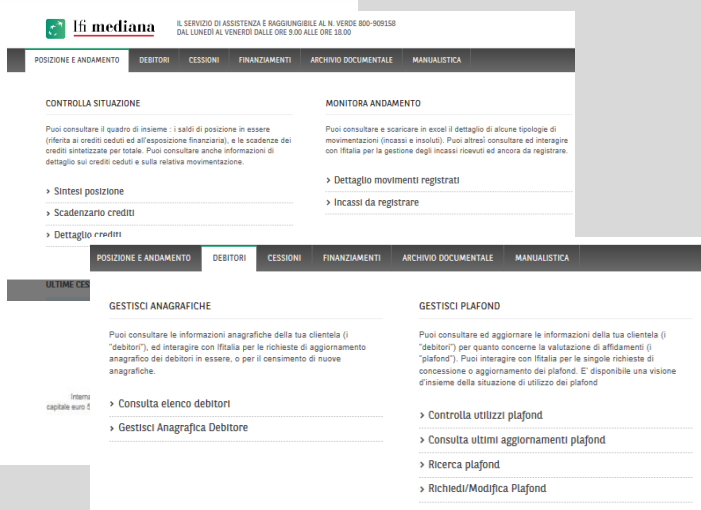 Ifi mediana
IL SERVIZIO DI ASSISTENZA È RAGGIUNGIBILE AL N. VERDE 800-909158
DAL LUNEDÌ AL VENERDÌ DALLE ORE 9.00 ALLE ORE 18.00
POSIZIONE E ANDAMENTO DEBITORI CESSIONI FINANZIAMENTI ARCHIVIO DOCUMENTALE MANUALISTICA
CONTROLLA SITUAZIONE
Puoi consultare il quadro di insieme : i saldi di posizione in essere
(riferita ai crediti ceduti ed all'esposizione finanziaria), e le scadenze dei
crediti sintetizzate per totale. Puoi consultare anche informazioni di
dettaglio sui crediti ceduti e sulla relativa movimentazione.
> Sintesi posizione
> Scadenzario crediti
> Dettaglio crediti
MONITORA ANDAMENTO
Puoi consultare e scaricare in excel il dettaglio di alcune tipologie di
movimentazioni (incassi e insoluti). Puoi altresì consultare ed interagire
con Ifitalia per la gestione degli incassi ricevuti ed ancora da registrare.
> Dettaglio movimenti registrati
> Incassi da registrare
ULTIME CES
Interna
capitale euro 5
POSIZIONE E ANDAMENTO DEBITORI CESSIONI FINANZIAMENTI ARCHIVIO DOCUMENTALE MANUALISTICA
GESTISCI ANAGRAFICHE
Puoi consultare le informazioni anagrafiche della tua clientela (i
"debitori"), ed interagire con Ifitalia per le richieste di aggiornamento
anagrafico dei debitori in essere, o per il censimento di nuove
anagrafiche.
> Consulta elenco debitori
> Gestisci Anagrafica Debitore
GESTISCI PLAFOND
Puoi consultare ed aggiornare le informazioni della tua clientela (i
"debitori") per quanto concerne la valutazione di affidamenti (i
"plafond"). Puoi interagire con Ifitalia per le singole richieste di
concessione o aggiornamento dei plafond. E' disponibile una visione
d'insieme della situazione di utilizzo dei plafond
> Controlla utilizzi plafond
> Consulta ultimi aggiornamenti plafond
> Ricerca plafond
> Richiedi/Modifica Plafond